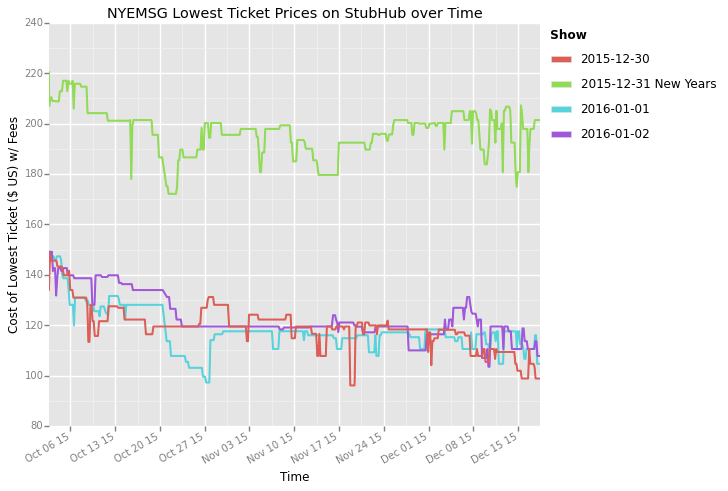 NYEMSG Lowest Ticket Prices on StubHub over Time
Cost of Lowest Ticket ($ US) w/ Fees
240
220
200
180
160
140
120
100
80
Oct 06 15
Oct 13 15
Oct 20 15
Oct 27 15
Nov 03 15
Nov 10 15
Nov 17 15
Nov 24 15
Dec 01 15
Dec 08 15
Dec 15 15
Time
Show
2015-12-30
2015-12-31 New Years
2016-01-01
2016-01-02